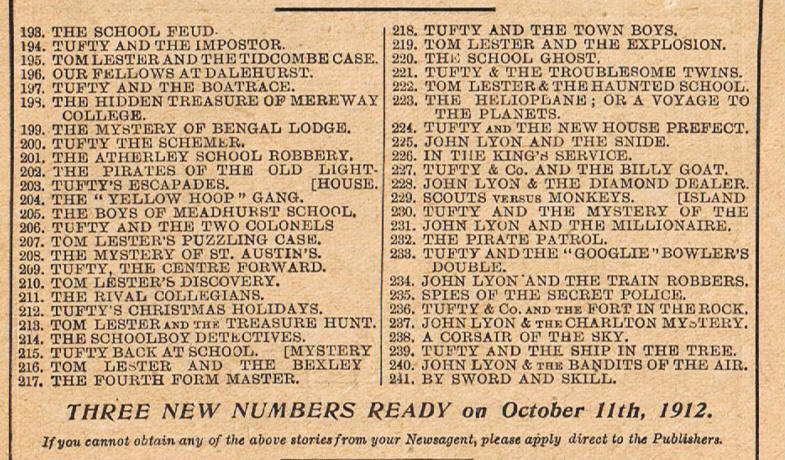 193. THE SCHOOL FEUD.
194. TUFTY AND THE IMPOSTOR.
195. TOM LESTER AND THE TIDCOMBE CASE.
196. OUR FELLOWS AT DALEHURST.
197. TUFTY AND THE BOATRACE.
198. THE HIDDEN TREASURE OF MEREWAY
COLLEGE.
199. THE MYSTERY OF BENGAL LODGE.
200. TUFTY THE SCHEMER.
201. THE ATHERLEY SCHOOL ROBBERY.
202. THE PIRATES OF THE OLD LIGHT-
203. TUFTY'S ESCAPADES. [HOUSE.
204. THE "YELLOW HOOP" GANG.
205. THE BOYS OF MEADHURST SCHOOL.
206. TUFTY AND THE TWO COLONELS
207. TOM LESTER'S PUZZLING CASE.
208. THE MYSTERY OF ST. AUSTIN'S.
209. TUFTY, THE CENTRE FORWARD.
210. TOM LESTER'S DISCOVERY.
211. THE RIVAL COLLEGIANS.
212. TUFTY'S CHRISTMAS HOLIDAYS.
213. TOM LESTER AND THE TREASURE HUNT.
214. THE SCHOOLBOY DETECTIVES.
215. TUFTY BACK AT SCHOOL. [MYSTERY
216. TOM LESTER AND THE BEXLEY
217. THE FOURTH FORM MASTER.
218. TUFTY AND THE TOWN BOYS.
219. TOM LESTER AND THE EXPLOSION.
220. THE SCHOOL GHOST.
221. TUFTY & THE TROUBLESOME TWINS.
222. TOM LESTER & THE HAUNTED SCHOOL.
223. THE HELIOPLANE; OR A VOYAGE TO
THE PLANETS.
224. TUFTY AND THE NEW HOUSE PREFECT.
225. JOHN LYON AND THE SNIDE.
226. IN THE KING'S SERVICE.
227. TUFTY & Co. AND THE BILLY GOAT.
228. JOHN LYON & THE DIAMOND DEALER.
229. SCOUTS VERSUS MONKEYS. [ISLAND
230. TUFTY AND THE MYSTERY OF THE
231. JOHN LYON AND THE MILLIONAIRE.
232. THE PIRATE PATROL.
233. TUFTY AND THE "GOOGLIE" BOWLER'S
DOUBLE.
234. JOHN LYON AND THE TRAIN ROBBERS.
235. SPIES OF THE SECRET POLICE.
236. TUFTY & Co. AND THE FORT IN THE ROCK.
237. JOHN LYON & THE CHARLTON MYSTERY.
238. A CORSAIR OF THE SKY.
239. TUFTY AND THE SHIP IN THE TREE.
240. JOHN LYON & THE BANDITS OF THE AIR.
241. BY SWORD AND SKILL.
THREE NEW NUMBERS READY on October 11th, 1912.
If you cannot obtain any of the above stories from your Newsagent, please apply direct to the Publishers.